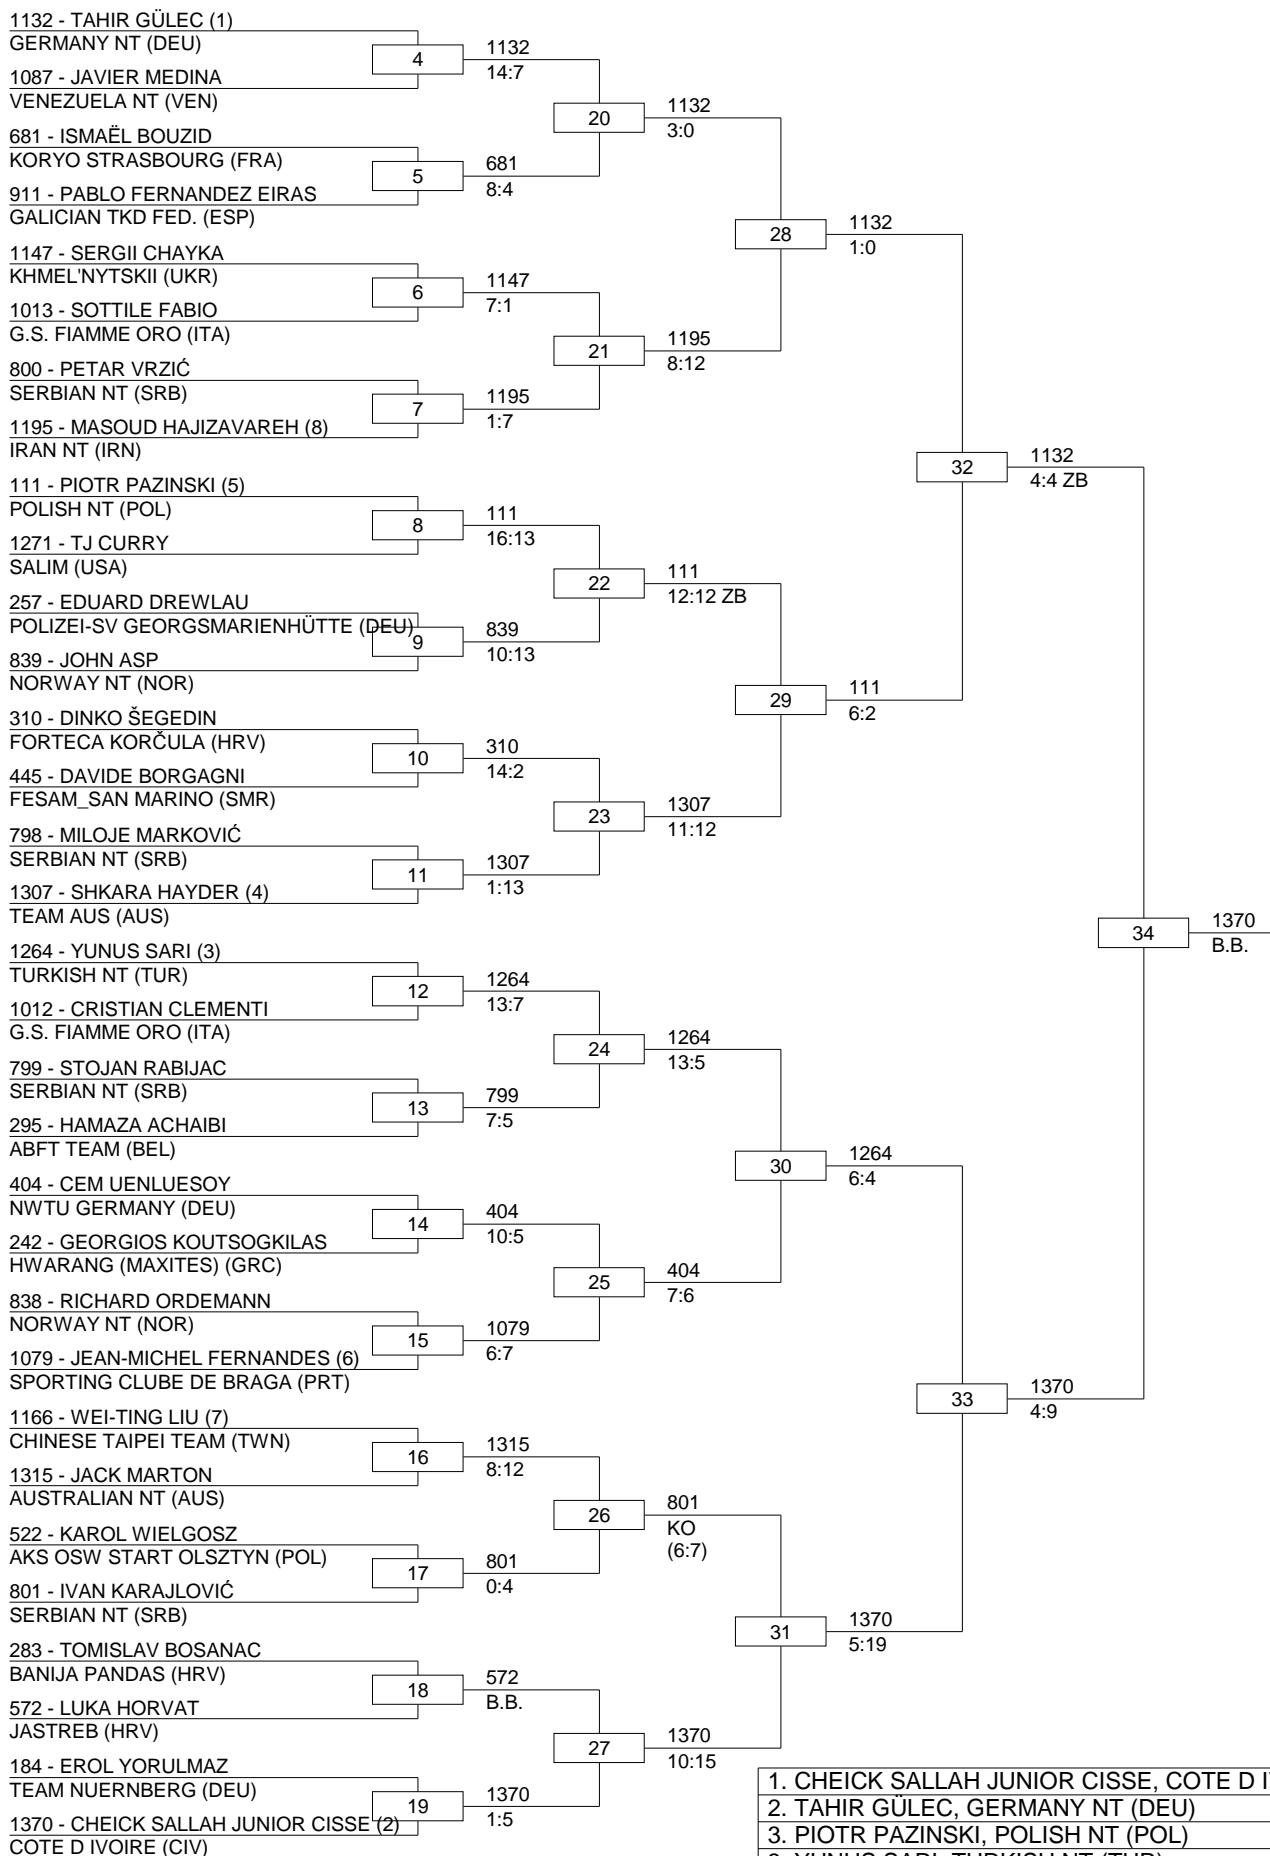 1132 - TAHIR GÜLEC (1)
GERMANY NT (DEU)
4
1132
14:7
1087 - JAVIER MEDINA
VENEZUELA NT (VEN)
20
1132
3:0
681 - ISMAËL BOUZID
KORYO STRASBOURG (FRA)
5
681
8:4
911 - PABLO FERNANDEZ EIRAS
GALICIAN TKD FED. (ESP)
28
1132
1:0
1147 - SERGII CHAYKA
KHMEL'NYTSKII (UKR)
6
1147
7:1
1013 - SOTTILE FABIO
G.S. FIAMME ORO (ITA)
21
1195
8:12
800 - PETAR VRZIĆ
SERBIAN NT (SRB)
7
1195
1:7
1195 - MASOUD HAJIZAVAREH (8)
IRAN NT (IRN)
32
1132
4:4 ZB
111 - PIOTR PAZINSKI (5)
POLISH NT (POL)
8
111
16:13
1271 - TJ CURRY
SALIM (USA)
22
111
12:12 ZB
257 - EDUARD DREWLAU
POLIZEI-SV GEORGSMARIENHÜTTE (DEU)
9
839
10:13
839 - JOHN ASP
NORWAY NT (NOR)
29
111
6:2
310 - DINKO ŠEGEDIN
FORTECA KORČULA (HRV)
10
310
14:2
445 - DAVIDE BORGAGNI
FESAM_SAN MARINO (SMR)
23
1307
11:12
798 - MILOJE MARKOVIĆ
SERBIAN NT (SRB)
11
1307
1:13
1307 - SHKARA HAYDER (4)
TEAM AUS (AUS)
34
1370
B.B.
1264 - YUNUS SARI (3)
TURKISH NT (TUR)
12
1264
13:7
1012 - CRISTIAN CLEMENTI
G.S. FIAMME ORO (ITA)
24
1264
13:5
799 - STOJAN RABIJAC
SERBIAN NT (SRB)
13
799
7:5
295 - HAMAZA ACHAIBI
ABFT TEAM (BEL)
30
1264
6:4
404 - CEM UENLUESOY
NWTU GERMANY (DEU)
14
404
10:5
242 - GEORGIOS KOUTSOGKILAS
HWARANG (MAXITES) (GRC)
25
404
7:6
838 - RICHARD ORDEMANN
NORWAY NT (NOR)
15
1079
6:7
1079 - JEAN-MICHEL FERNANDES (6)
SPORTING CLUBE DE BRAGA (PRT)
33
1370
4:9
1166 - WEI-TING LIU (7)
CHINESE TAIPEI TEAM (TWN)
16
1315
8:12
1315 - JACK MARTON
AUSTRALIAN NT (AUS)
26
801
KO
(6:7)
522 - KAROL WIELGOSZ
AKS OSW START OLSZTYN (POL)
17
801
0:4
801 - IVAN KARAJLOVIĆ
SERBIAN NT (SRB)
31
1370
5:19
283 - TOMISLAV BOSANAC
BANIJA PANDAS (HRV)
18
572
B.B.
572 - LUKA HORVAT
JASTREB (HRV)
27
1370
10:15
184 - EROL YORULMAZ
TEAM NUERNBERG (DEU)
19
1370
1:5
1370 - CHEICK SALLAH JUNIOR CISSE (2)
COTE D IVOIRE (CIV)
1. CHEICK SALLAH JUNIOR CISSE, COTE D
2. TAHIR GÜLEC, GERMANY NT (DEU)
3. PIOTR PAZINSKI, POLISH NT (POL)